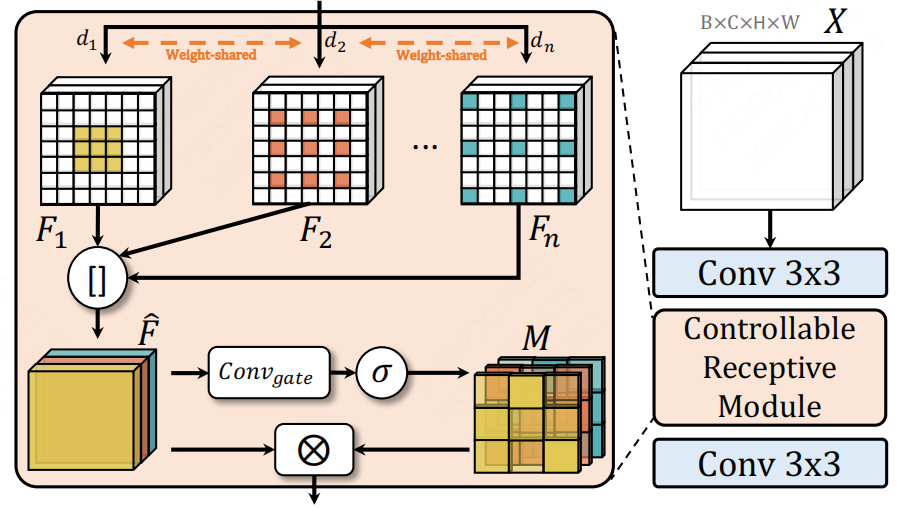 d₁
Weight-shared
d₂
Weight-shared
dₙ
F₁
F₂
...
Fₙ
[]
F̂
Conv_gate
σ
M
⊗
B×C×H×W
X
Conv 3x3
Controllable
Receptive
Module
Conv 3x3